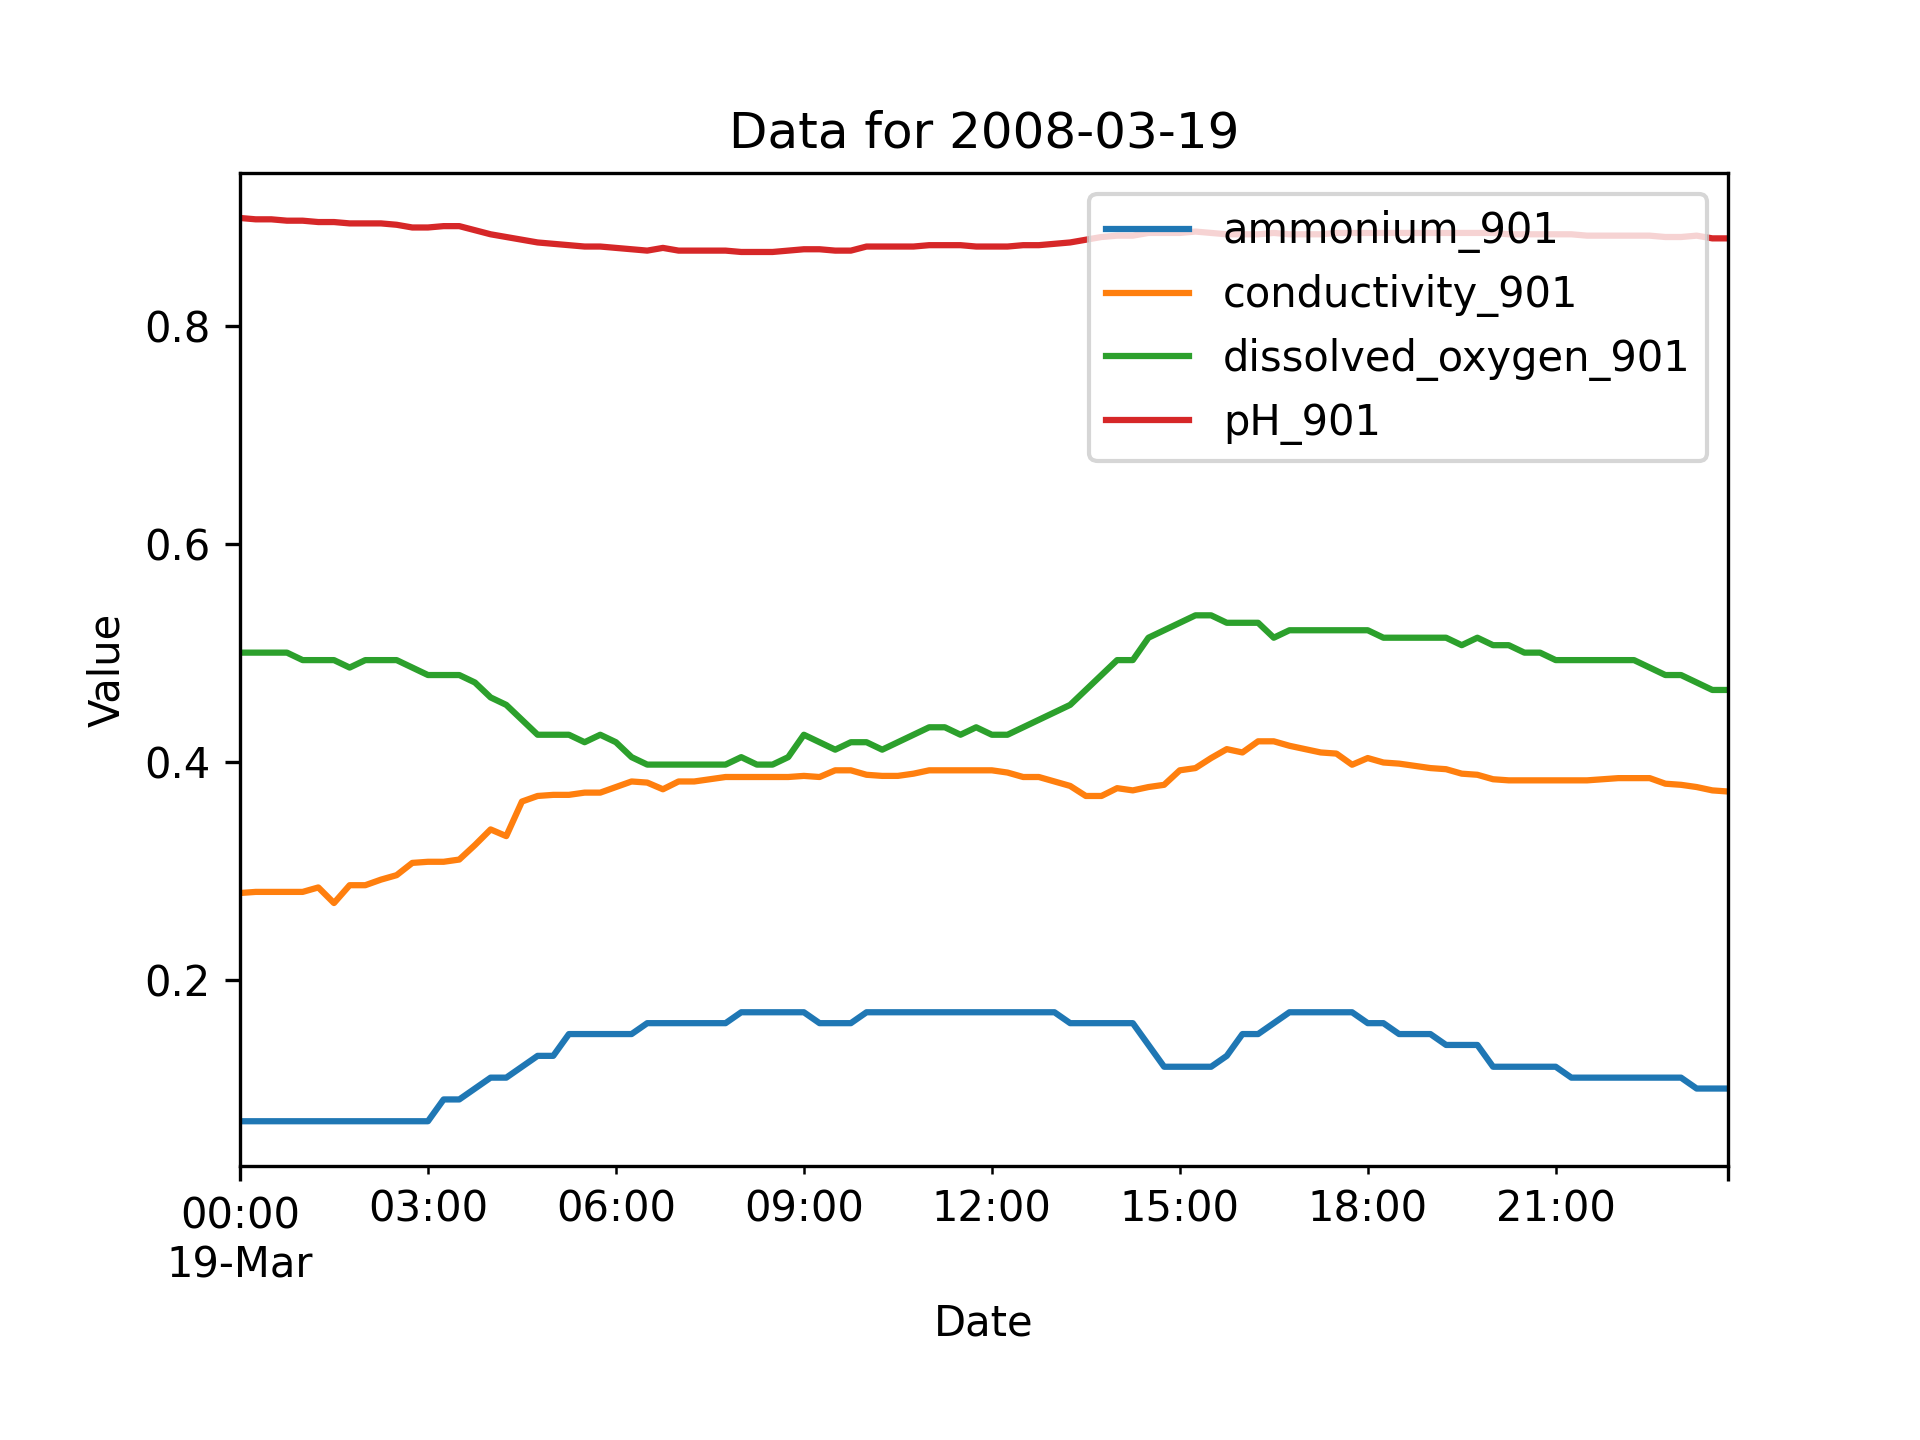 Data for 2008-03-19
ammonium_901
conductivity_901
dissolved_oxygen_901
pH_901
0.8
0.6
0.4
0.2
Value
00:00 03:00 06:00 09:00 12:00 15:00 18:00 21:00
19-Mar
Date